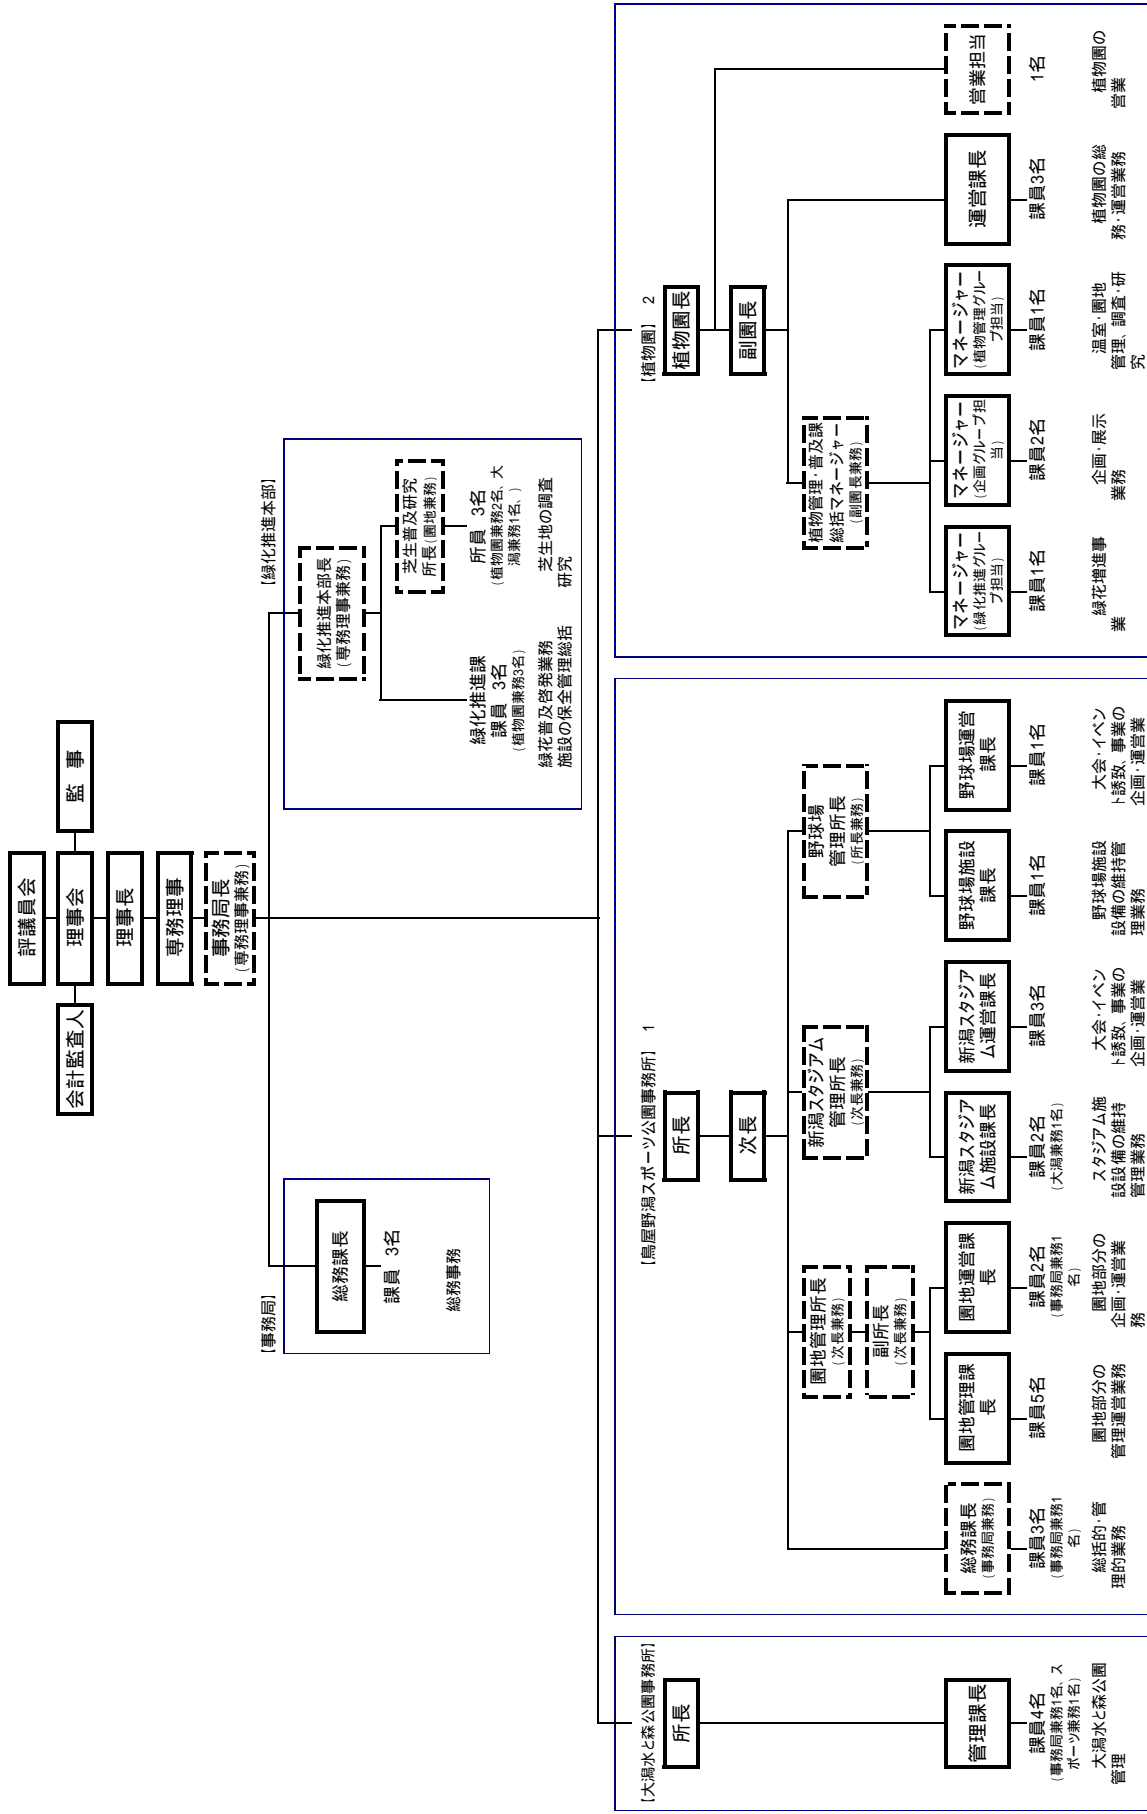 評議員会
会計監査人
理事会
監　事
理事長
専務理事
事務局長
(専務理事兼務)
【事務局】
総務課長
課員　3名
総務事務
【緑化推進本部】
緑化推進本部長
(専務理事兼務)
緑化推進課
課員　3名
(植物園兼務3名)
緑花普及啓発業務
施設の保全管理総括
芝生普及研究
所長(園地兼務)
所員　3名
(植物園兼務2名、大
潟兼務1名、)
芝生地の調査
研究
【大潟水と森公園事務所】
所長
管理課長
課員4名
(事務局兼務1名、ス
ポーツ兼務1名)
大潟水と森公園
管理
【鳥屋野潟スポーツ公園事務所】　1
所長
次長
総務課長
(事務局兼務)
課員3名
(事務局兼務1
名)
総括的・管
理的業務
園地管理所長
(次長兼務)
副所長
(次長兼務)
園地管理課
長
課員5名
園地部分の
管理運営業務
園地運営課
長
課員2名
(事務局兼務1
名)
園地部分の
企画・運営業
務
新潟スタジアム
管理所長
(次長兼務)
新潟スタジア
ム施設課長
課員2名
(大潟兼務1名)
スタジアム施
設設備の維持
管理業務
新潟スタジア
ム運営課長
課員3名
大会・イベン
ト誘致、事業の
企画・運営業
野球場
管理所長
(所長兼務)
野球場施設
課長
課員1名
野球場施設
設備の維持管
理業務
野球場運営
課長
課員1名
大会・イベン
ト誘致、事業の
企画・運営業
【植物園】　2
植物園長
副園長
植物管理・普及課
総括マネージャー
(副園長兼務)
マネージャー
(緑化推進グルー
プ担当)
課員1名
緑花増進事
業
マネージャー
(企画グループ担
当)
課員2名
企画・展示
業務
マネージャー
(植物管理グルー
プ担当)
課員1名
温室・園地
管理、調査・研
究
運営課長
課員3名
植物園の総
務・運営業務
営業担当
1名
植物園の
営業